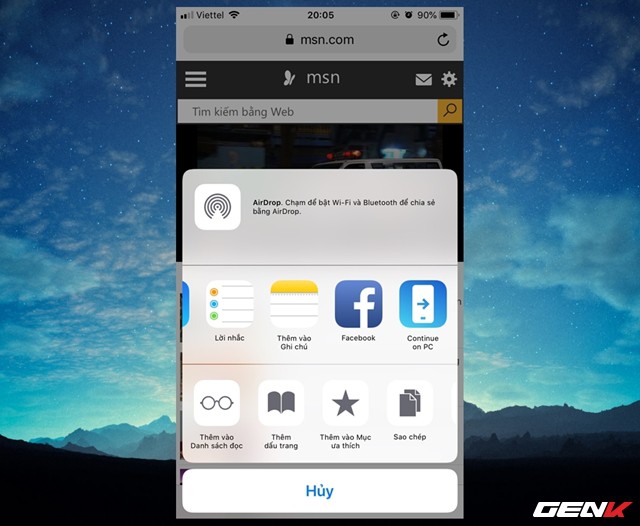 Viettel 20:05 90%
msn.com
msn
Tìm kiếm bằng Web
AirDrop. Chạm để bật Wi-Fi và Bluetooth để chia sẻ
bằng AirDrop.
Lời nhắc
Thêm vào
Ghi chú
Facebook
Continue
on PC
Thêm vào
Danh sách đọc
Thêm
dấu trang
Thêm vào Mục
ưa thích
Sao chép
Hủy
GENK